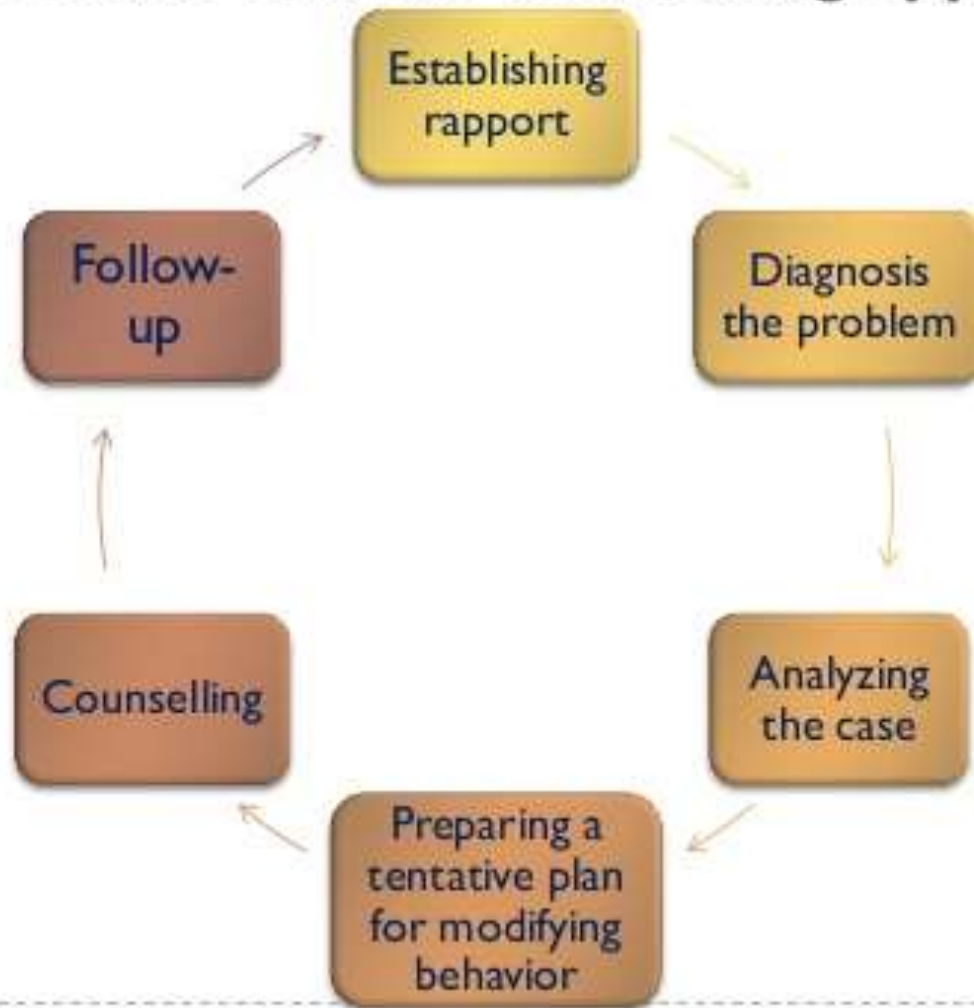 Establishing
rapport
Diagnosis
the problem
Analyzing
the case
Preparing a
tentative plan
for modifying
behavior
Counselling
Follow-
up